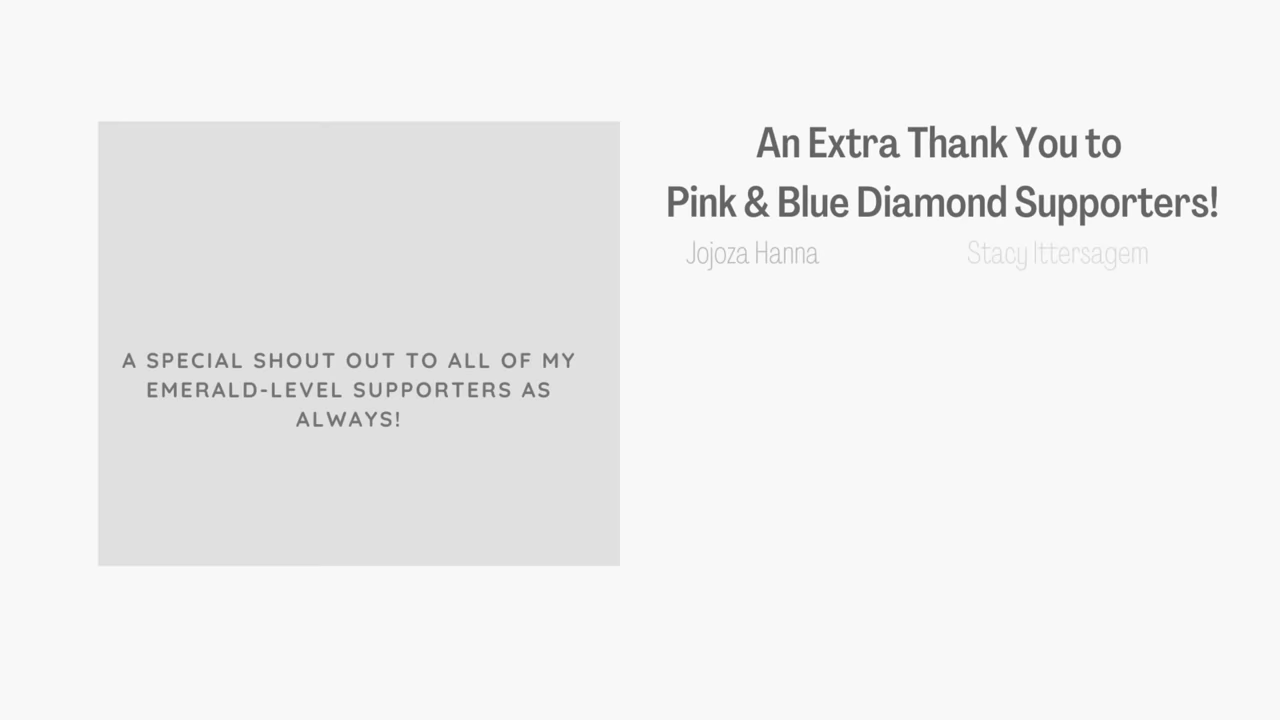 A SPECIAL SHOUT OUT TO ALL OF MY
EMERALD-LEVEL SUPPORTERS AS
ALWAYS!
An Extra Thank You to
Pink & Blue Diamond Supporters!
Jojoza Hanna
Stacy Ittersagem